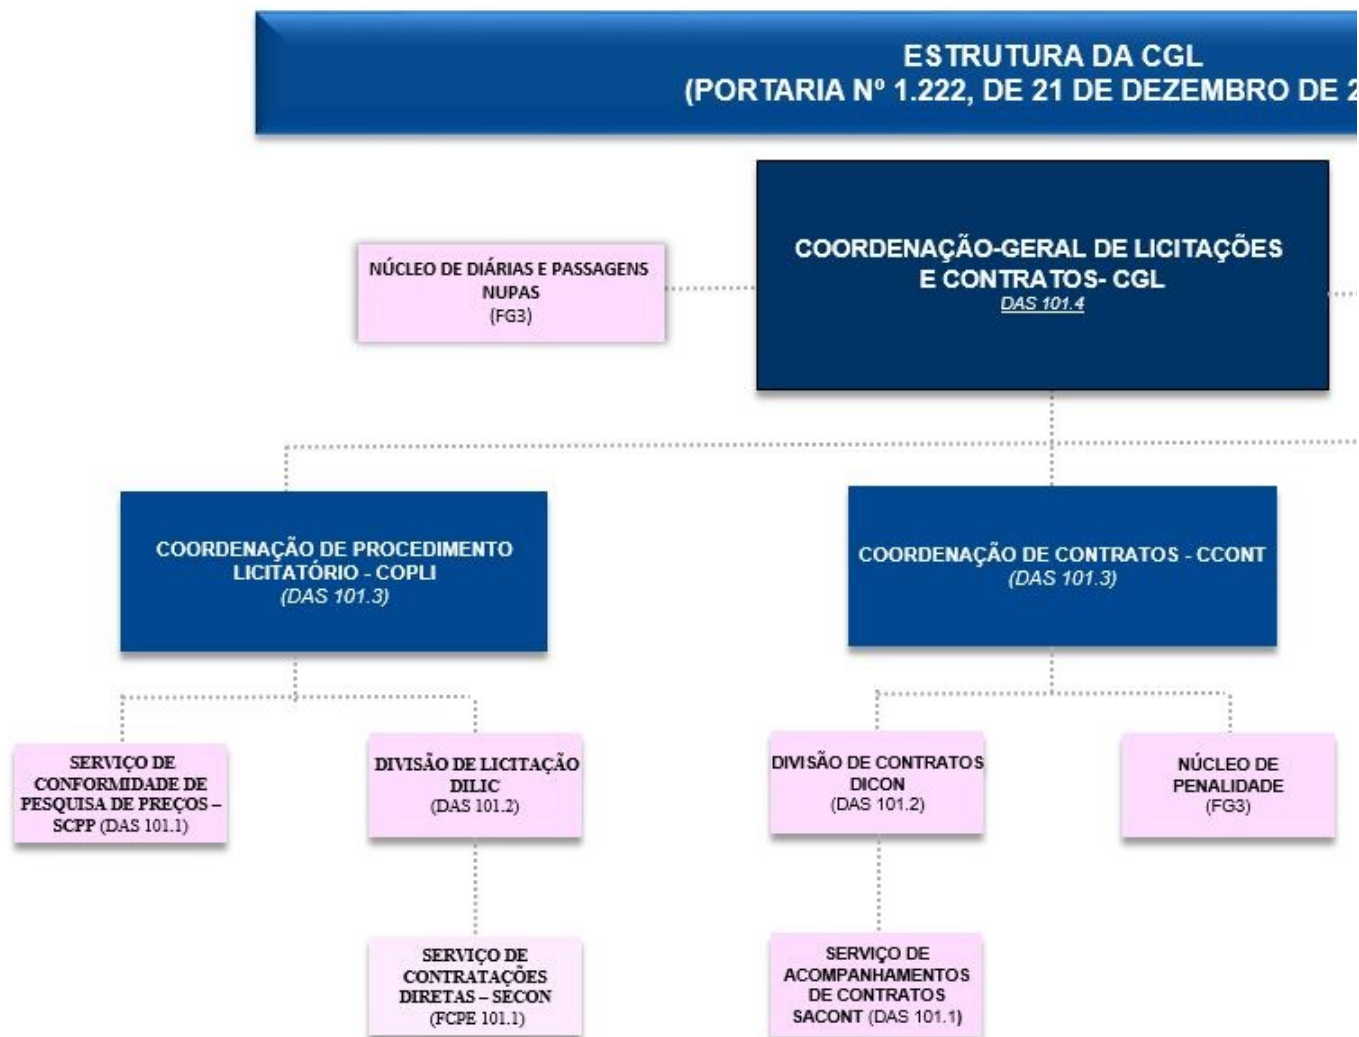 ESTRUTURA DA CGL
(PORTARIA Nº 1.222, DE 21 DE DEZEMBRO DE 2
COORDENAÇÃO-GERAL DE LICITAÇÕES
E CONTRATOS- CGL
DAS 101.4
NÚCLEO DE DIÁRIAS E PASSAGENS
NUPAS
(FG3)
COORDENAÇÃO DE PROCEDIMENTO
LICITATÓRIO - COPLI
(DAS 101.3)
COORDENAÇÃO DE CONTRATOS - CCONT
(DAS 101.3)
SERVIÇO DE
CONFORMIDADE DE
PESQUISA DE PREÇOS –
SCPP (DAS 101.1)
DIVISÃO DE LICITAÇÃO
DILIC
(DAS 101.2)
DIVISÃO DE CONTRATOS
DICON
(DAS 101.2)
NÚCLEO DE
PENALIDADE
(FG3)
SERVIÇO DE
CONTRATAÇÕES
DIRETAS – SECON
(FCPE 101.1)
SERVIÇO DE
ACOMPANHAMENTOS
DE CONTRATOS
SACONT (DAS 101.1)